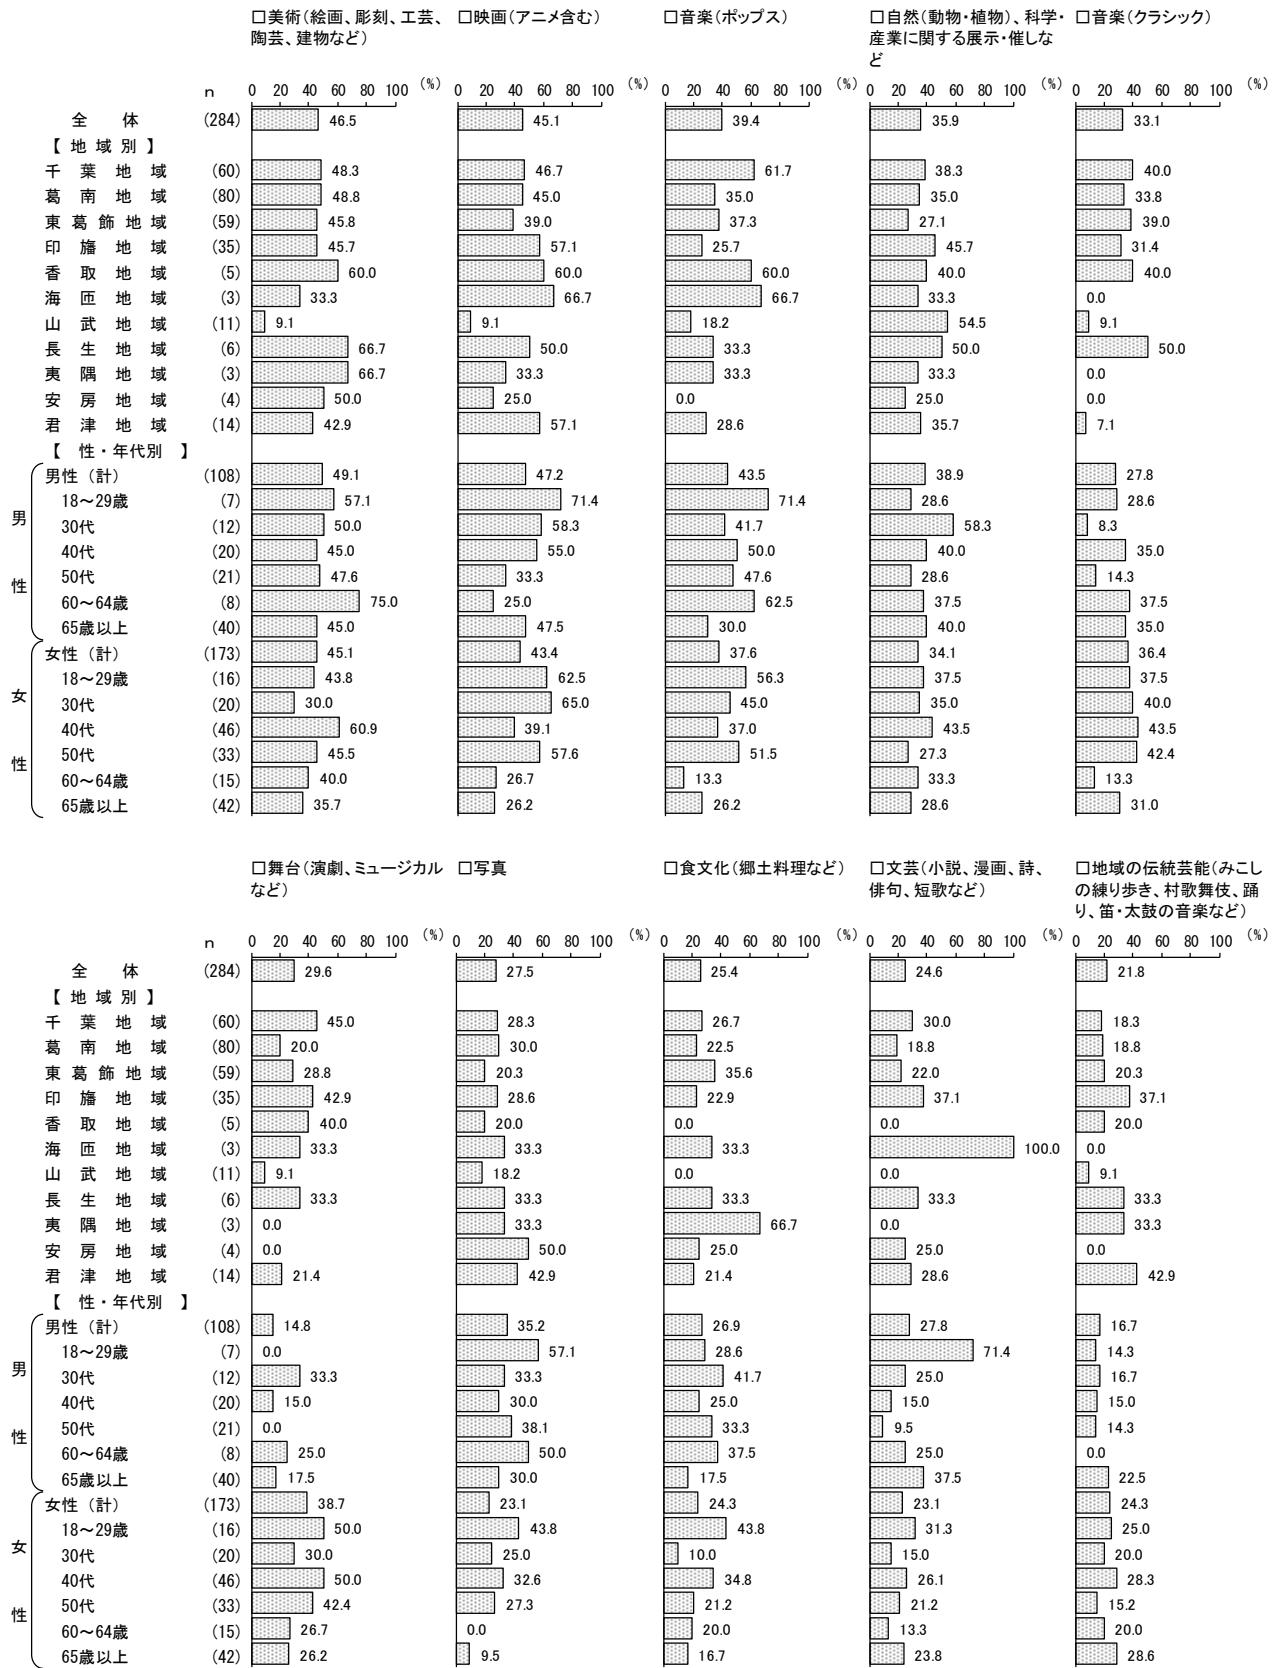 □美術（絵画、彫刻、工芸、陶芸、建物など） □映画（アニメ含む） □音楽（ポップス） □自然（動物・植物）、科学・産業に関する展示・催しなど □音楽（クラシック）
n 0 20 40 60 80 100 (%) 0 20 40 60 80 100 (%) 0 20 40 60 80 100 (%) 0 20 40 60 80 100 (%) 0 20 40 60 80 100 (%)
全体 (284) 46.5 45.1 39.4 35.9 33.1
【地域別】
千葉地域 (60) 48.3 46.7 61.7 38.3 40.0
葛南地域 (80) 48.8 45.0 35.0 35.0 33.8
東葛飾地域 (59) 45.8 39.0 37.3 27.1 39.0
印旛地域 (35) 45.7 57.1 25.7 45.7 31.4
香取地域 (5) 60.0 60.0 60.0 40.0 40.0
海匝地域 (3) 33.3 66.7 66.7 33.3 0.0
山武地域 (11) 9.1 9.1 18.2 54.5 9.1
長生地域 (6) 66.7 50.0 33.3 50.0 50.0
夷隅地域 (3) 66.7 33.3 33.3 33.3 0.0
安房地域 (4) 50.0 25.0 0.0 25.0 0.0
君津地域 (14) 42.9 57.1 28.6 35.7 7.1
【 性・年代別 】
男性（計） (108) 49.1 47.2 43.5 38.9 27.8
18～29歳 (7) 57.1 71.4 71.4 28.6 28.6
男
30代 (12) 50.0 58.3 41.7 58.3 8.3
40代 (20) 45.0 55.0 50.0 40.0 35.0
50代 (21) 47.6 33.3 47.6 28.6 14.3
性
60～64歳 (8) 75.0 25.0 62.5 37.5 37.5
65歳以上 (40) 45.0 47.5 30.0 40.0 35.0
女性（計） (173) 45.1 43.4 37.6 34.1 36.4
18～29歳 (16) 43.8 62.5 56.3 37.5 37.5
女
30代 (20) 30.0 65.0 45.0 35.0 40.0
40代 (46) 60.9 39.1 37.0 43.5 43.5
50代 (33) 45.5 57.6 51.5 27.3 42.4
性
60～64歳 (15) 40.0 26.7 13.3 33.3 13.3
65歳以上 (42) 35.7 26.2 26.2 28.6 31.0
□舞台（演劇、ミュージカルなど） □写真 □食文化（郷土料理など） □文芸（小説、漫画、詩、俳句、短歌など） □地域の伝統芸能（みこしの練り歩き、村歌舞伎、踊り、笛・太鼓の音楽など）
n 0 20 40 60 80 100 (%) 0 20 40 60 80 100 (%) 0 20 40 60 80 100 (%) 0 20 40 60 80 100 (%) 0 20 40 60 80 100 (%)
全体 (284) 29.6 27.5 25.4 24.6 21.8
【地域別】
千葉地域 (60) 45.0 28.3 26.7 30.0 18.3
葛南地域 (80) 20.0 30.0 22.5 18.8 18.8
東葛飾地域 (59) 28.8 20.3 35.6 22.0 20.3
印旛地域 (35) 42.9 28.6 22.9 37.1 37.1
香取地域 (5) 40.0 20.0 0.0 0.0 20.0
海匝地域 (3) 33.3 33.3 33.3 100.0 0.0
山武地域 (11) 9.1 18.2 0.0 0.0 9.1
長生地域 (6) 33.3 33.3 33.3 33.3 33.3
夷隅地域 (3) 0.0 33.3 66.7 0.0 33.3
安房地域 (4) 0.0 50.0 25.0 25.0 0.0
君津地域 (14) 21.4 42.9 21.4 28.6 42.9
【 性・年代別 】
男性（計） (108) 14.8 35.2 26.9 27.8 16.7
18～29歳 (7) 0.0 57.1 28.6 71.4 14.3
男
30代 (12) 33.3 33.3 41.7 25.0 16.7
40代 (20) 15.0 30.0 25.0 15.0 15.0
50代 (21) 0.0 38.1 33.3 9.5 14.3
性
60～64歳 (8) 25.0 50.0 37.5 25.0 0.0
65歳以上 (40) 17.5 30.0 17.5 37.5 22.5
女性（計） (173) 38.7 23.1 24.3 23.1 24.3
18～29歳 (16) 50.0 43.8 43.8 31.3 25.0
女
30代 (20) 30.0 25.0 10.0 15.0 20.0
40代 (46) 50.0 32.6 34.8 26.1 28.3
50代 (33) 42.4 27.3 21.2 21.2 15.2
性
60～64歳 (15) 26.7 0.0 20.0 13.3 20.0
65歳以上 (42) 26.2 9.5 16.7 23.8 28.6